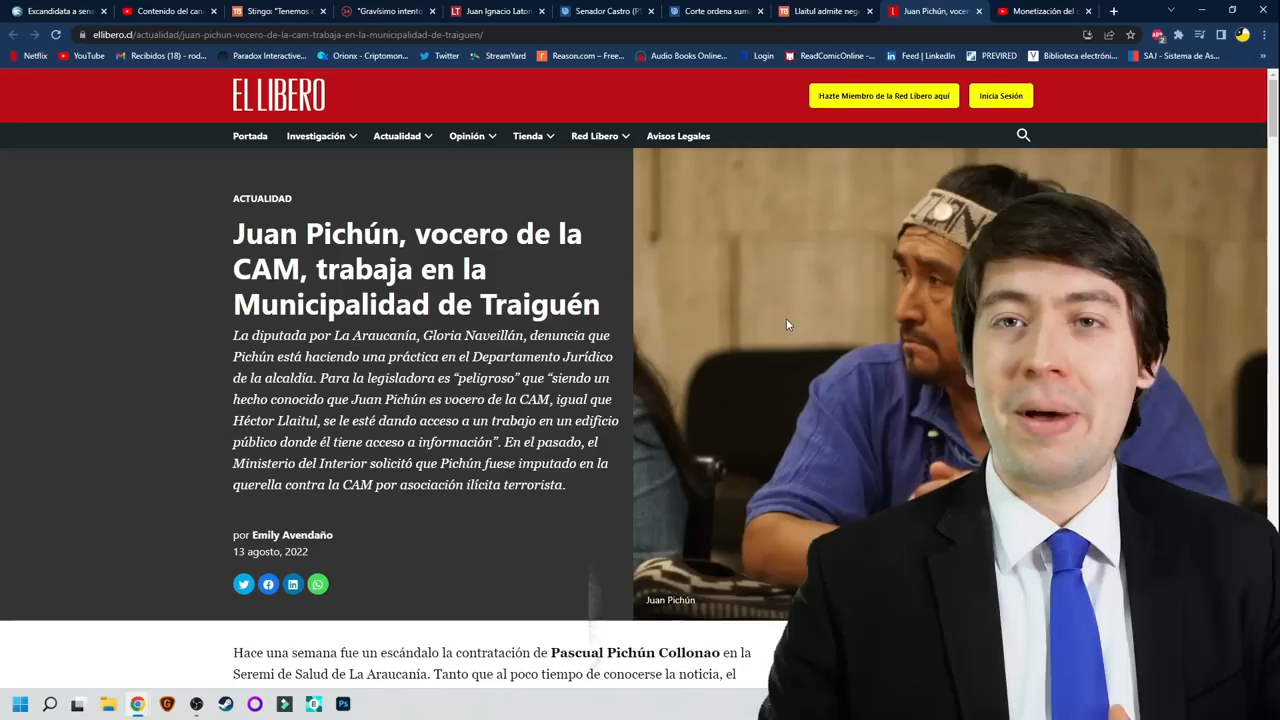 Excandidata a sena
Contenido del cana
Stingo: "Tenemos c
"Gravísimo intento
Juan Ignacio Laton
Senador Castro (PS
Corte ordena suma
Llaitul admite nego
Juan Pichún, vocer
Monetización del c
ellibero.cl/actualidad/juan-pichun-vocero-de-la-cam-trabaja-en-la-municipalidad-de-traiguen/
Netflix
YouTube
Recibidos (18) - rod...
Paradox Interactive...
Orionx - Criptomon...
Twitter
StreamYard
Reason.com – Free...
Audio Books Online...
Login
ReadComicOnline -...
Feed | LinkedIn
PREVIRED
Biblioteca electróni...
SAJ - Sistema de As...
EL LIBERO
Hazte Miembro de la Red Líbero aquí
Inicia Sesión
Portada
Investigación
Actualidad
Opinión
Tienda
Red Líbero
Avisos Legales
ACTUALIDAD
Juan Pichún, vocero de la
CAM, trabaja en la
Municipalidad de Traiguén
La diputada por La Araucanía, Gloria Naveillán, denuncia que
Pichún está haciendo una práctica en el Departamento Jurídico
de la alcaldía. Para la legisladora es “peligroso” que “siendo un
hecho conocido que Juan Pichún es vocero de la CAM, igual que
Héctor Llaitul, se le esté dando acceso a un trabajo en un edificio
público donde él tiene acceso a información”. En el pasado, el
Ministerio del Interior solicitó que Pichún fuese imputado en la
querella contra la CAM por asociación ilícita terrorista.
por Emily Avendaño
13 agosto, 2022
Juan Pichún
Hace una semana fue un escándalo la contratación de Pascual Pichún Collonao en la
Seremi de Salud de La Araucanía. Tanto que al poco tiempo de conocerse la noticia, el